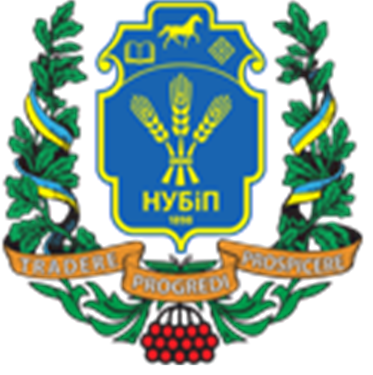 НУБіП
1898
TRADERE
PROGREDI
PROSPICERE